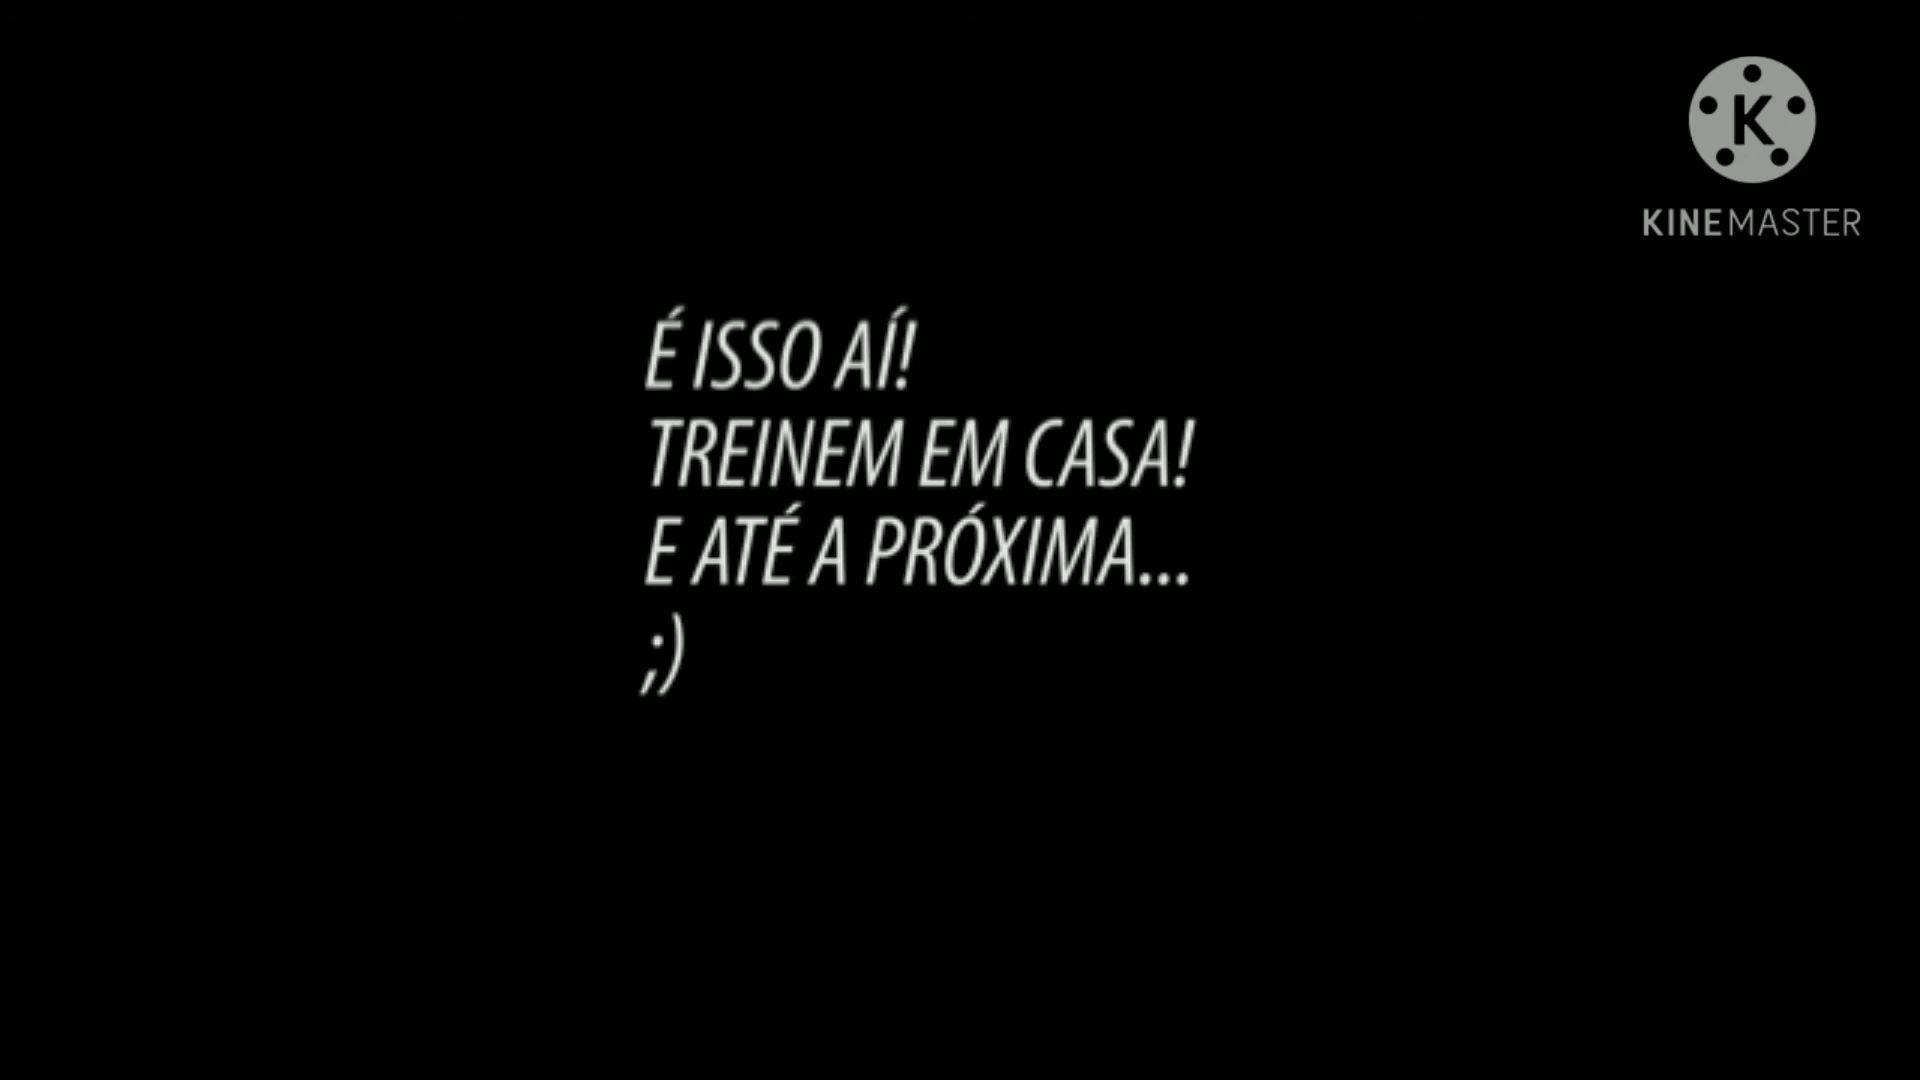 K
KINEMASTER
É ISSO AÍ!
TREINEM EM CASA!
E ATÉ A PRÓXIMA...
;)